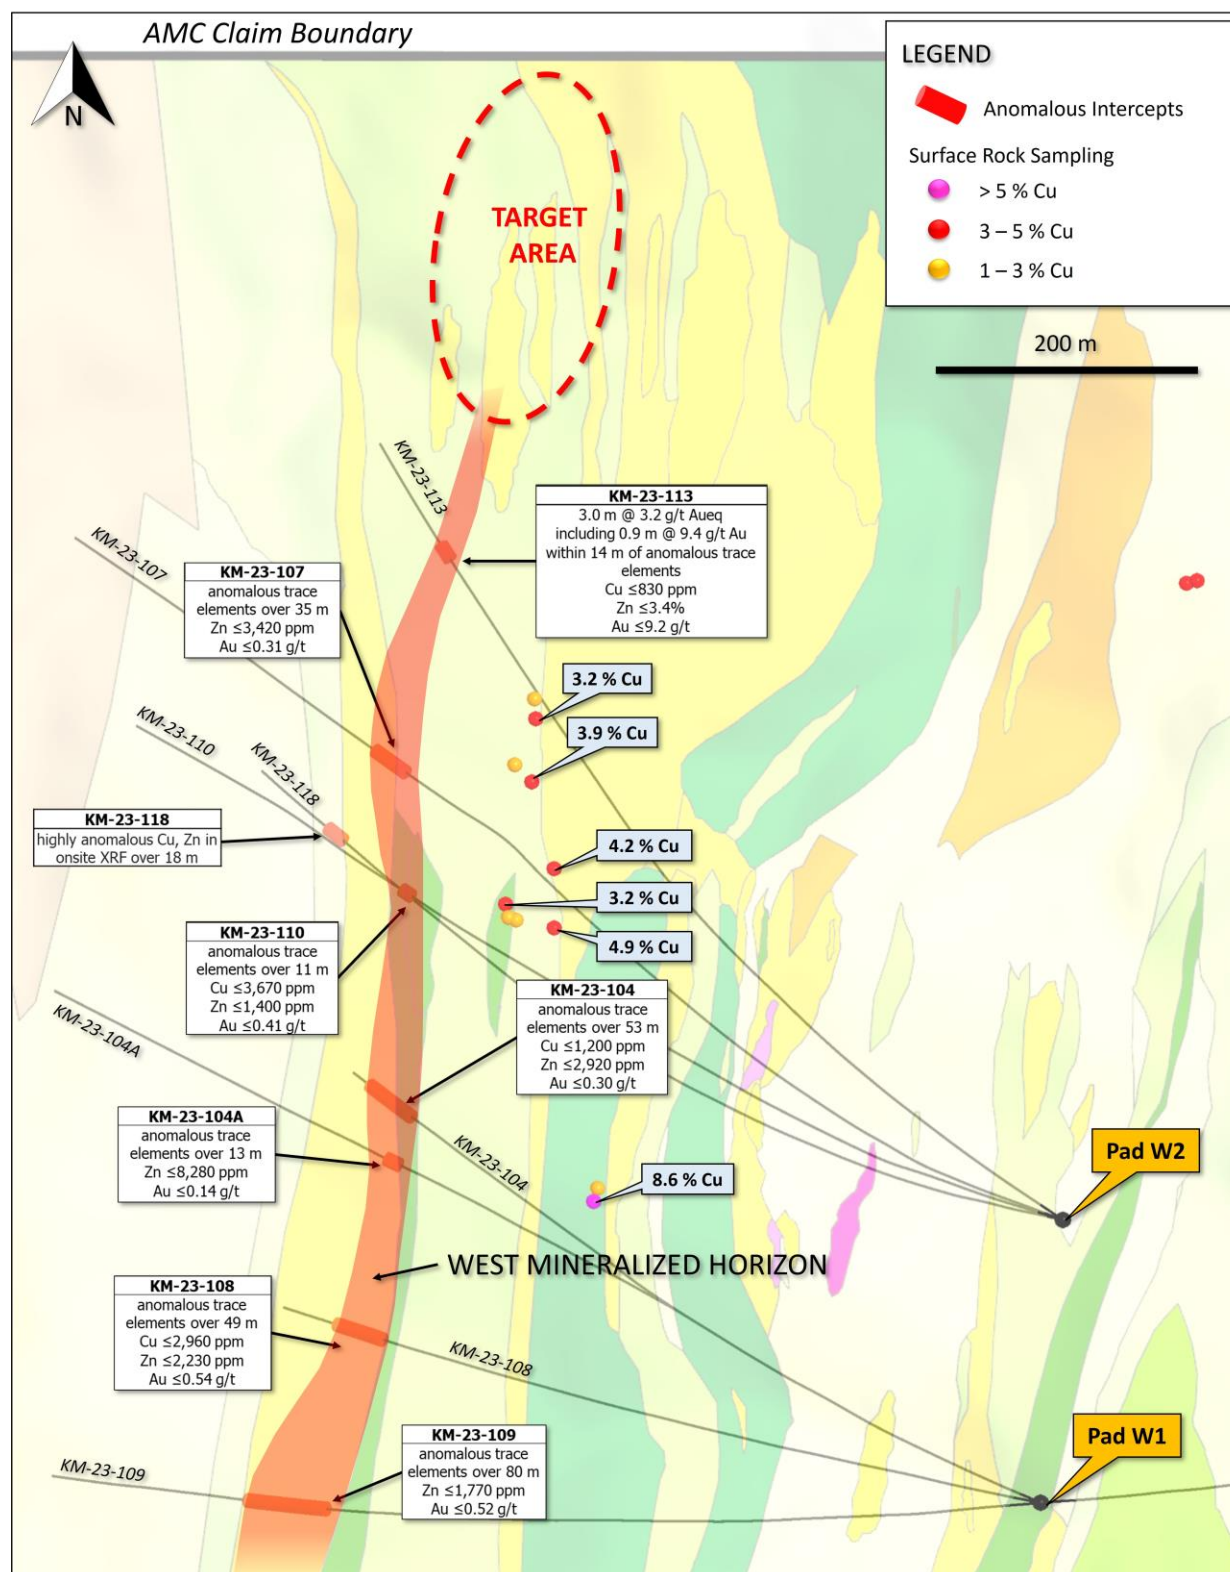 AMC Claim Boundary
N
LEGEND
Anomalous Intercepts
Surface Rock Sampling
> 5 % Cu
3 – 5 % Cu
1 – 3 % Cu
200 m
TARGET
AREA
KM-23-113
KM-23-113
3.0 m @ 3.2 g/t Aueq
including 0.9 m @ 9.4 g/t Au
within 14 m of anomalous trace
elements
Cu ≤830 ppm
Zn ≤3.4%
Au ≤9.2 g/t
KM-23-107
KM-23-107
anomalous trace
elements over 35 m
Zn ≤3,420 ppm
Au ≤0.31 g/t
3.2 % Cu
3.9 % Cu
KM-23-110
KM-23-118
KM-23-118
highly anomalous Cu, Zn in
onsite XRF over 18 m
4.2 % Cu
3.2 % Cu
4.9 % Cu
KM-23-110
anomalous trace
elements over 11 m
Cu ≤3,670 ppm
Zn ≤1,400 ppm
Au ≤0.41 g/t
KM-23-104
anomalous trace
elements over 53 m
Cu ≤1,200 ppm
Zn ≤2,920 ppm
Au ≤0.30 g/t
KM-23-104A
KM-23-104A
anomalous trace
elements over 13 m
Zn ≤8,280 ppm
Au ≤0.14 g/t
KM-23-104
8.6 % Cu
Pad W2
WEST MINERALIZED HORIZON
KM-23-108
anomalous trace
elements over 49 m
Cu ≤2,960 ppm
Zn ≤2,230 ppm
Au ≤0.54 g/t
KM-23-108
KM-23-109
anomalous trace
elements over 80 m
Zn ≤1,770 ppm
Au ≤0.52 g/t
Pad W1
KM-23-109